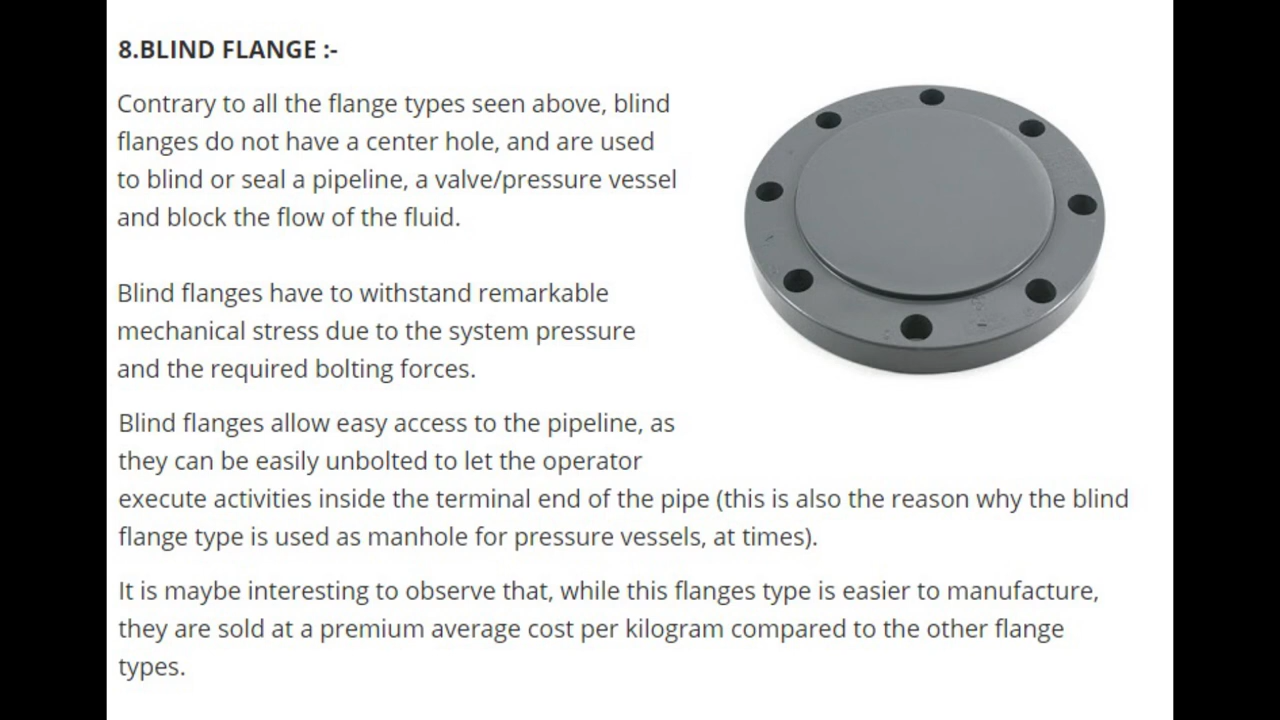 8.BLIND FLANGE :-
Contrary to all the flange types seen above, blind
flanges do not have a center hole, and are used
to blind or seal a pipeline, a valve/pressure vessel
and block the flow of the fluid.
Blind flanges have to withstand remarkable
mechanical stress due to the system pressure
and the required bolting forces.
Blind flanges allow easy access to the pipeline, as
they can be easily unbolted to let the operator
execute activities inside the terminal end of the pipe (this is also the reason why the blind
flange type is used as manhole for pressure vessels, at times).
It is maybe interesting to observe that, while this flanges type is easier to manufacture,
they are sold at a premium average cost per kilogram compared to the other flange
types.